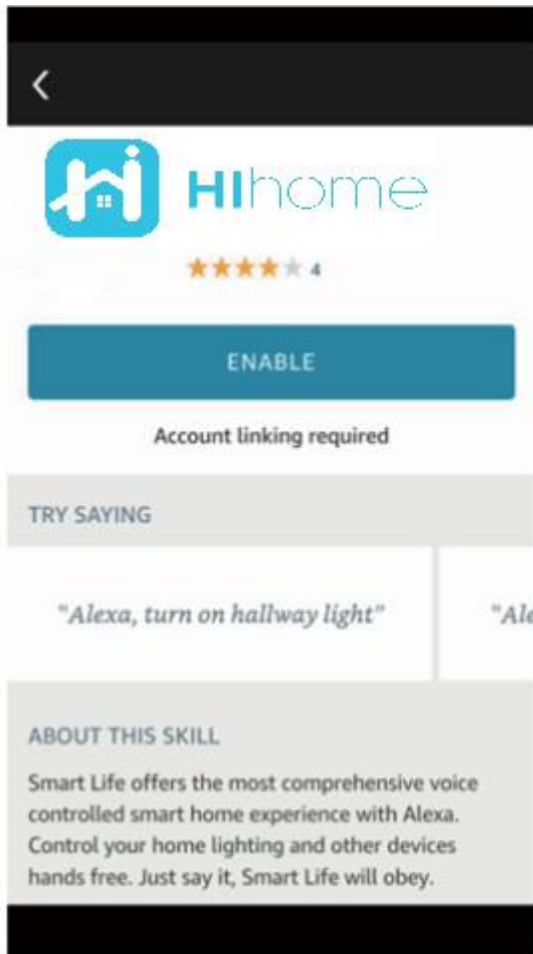 HIhome
4
ENABLE
Account linking required
TRY SAYING
"Alexa, turn on hallway light"
"Ale
ABOUT THIS SKILL
Smart Life offers the most comprehensive voice
controlled smart home experience with Alexa.
Control your home lighting and other devices
hands free. Just say it, Smart Life will obey.